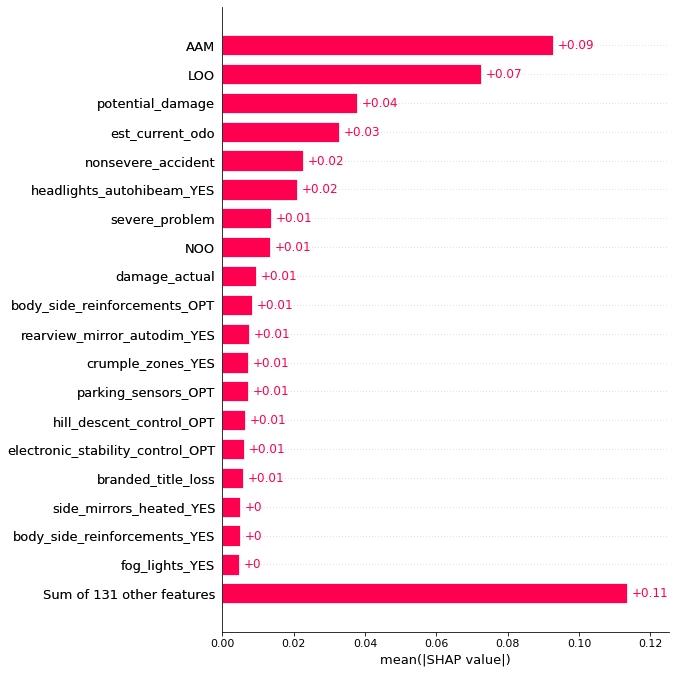 AAM +0.09
LOO +0.07
potential_damage +0.04
est_current_odo +0.03
nonsevere_accident +0.02
headlights_autohibeam_YES +0.02
severe_problem +0.01
NOO +0.01
damage_actual +0.01
body_side_reinforcements_OPT +0.01
rearview_mirror_autodim_YES +0.01
crumple_zones_YES +0.01
parking_sensors_OPT +0.01
hill_descent_control_OPT +0.01
electronic_stability_control_OPT +0.01
branded_title_loss +0.01
side_mirrors_heated_YES +0
body_side_reinforcements_YES +0
fog_lights_YES +0
Sum of 131 other features +0.11
0.00 0.02 0.04 0.06 0.08 0.10 0.12
mean(|SHAP value|)